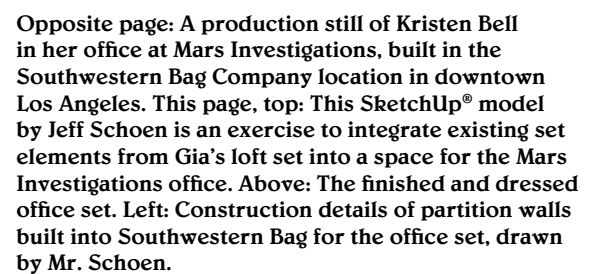 Opposite page: A production still of Kristen Bell
in her office at Mars Investigations, built in the
Southwestern Bag Company location in downtown
Los Angeles. This page, top: This SketchUp® model
by Jeff Schoen is an exercise to integrate existing set
elements from Gia's loft set into a space for the Mars
Investigations office. Above: The finished and dressed
office set. Left: Construction details of partition walls
built into Southwestern Bag for the office set, drawn
by Mr. Schoen.